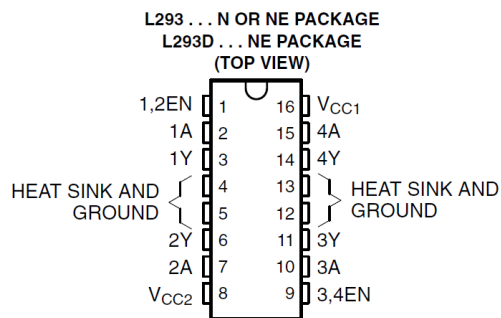 L293 . . . N OR NE PACKAGE
L293D . . . NE PACKAGE
(TOP VIEW)
1,2EN 1 16 VCC1
1A 2 15 4A
1Y 3 14 4Y
HEAT SINK AND GROUND 4 13 HEAT SINK AND GROUND
5 12
2Y 6 11 3Y
2A 7 10 3A
VCC2 8 9 3,4EN